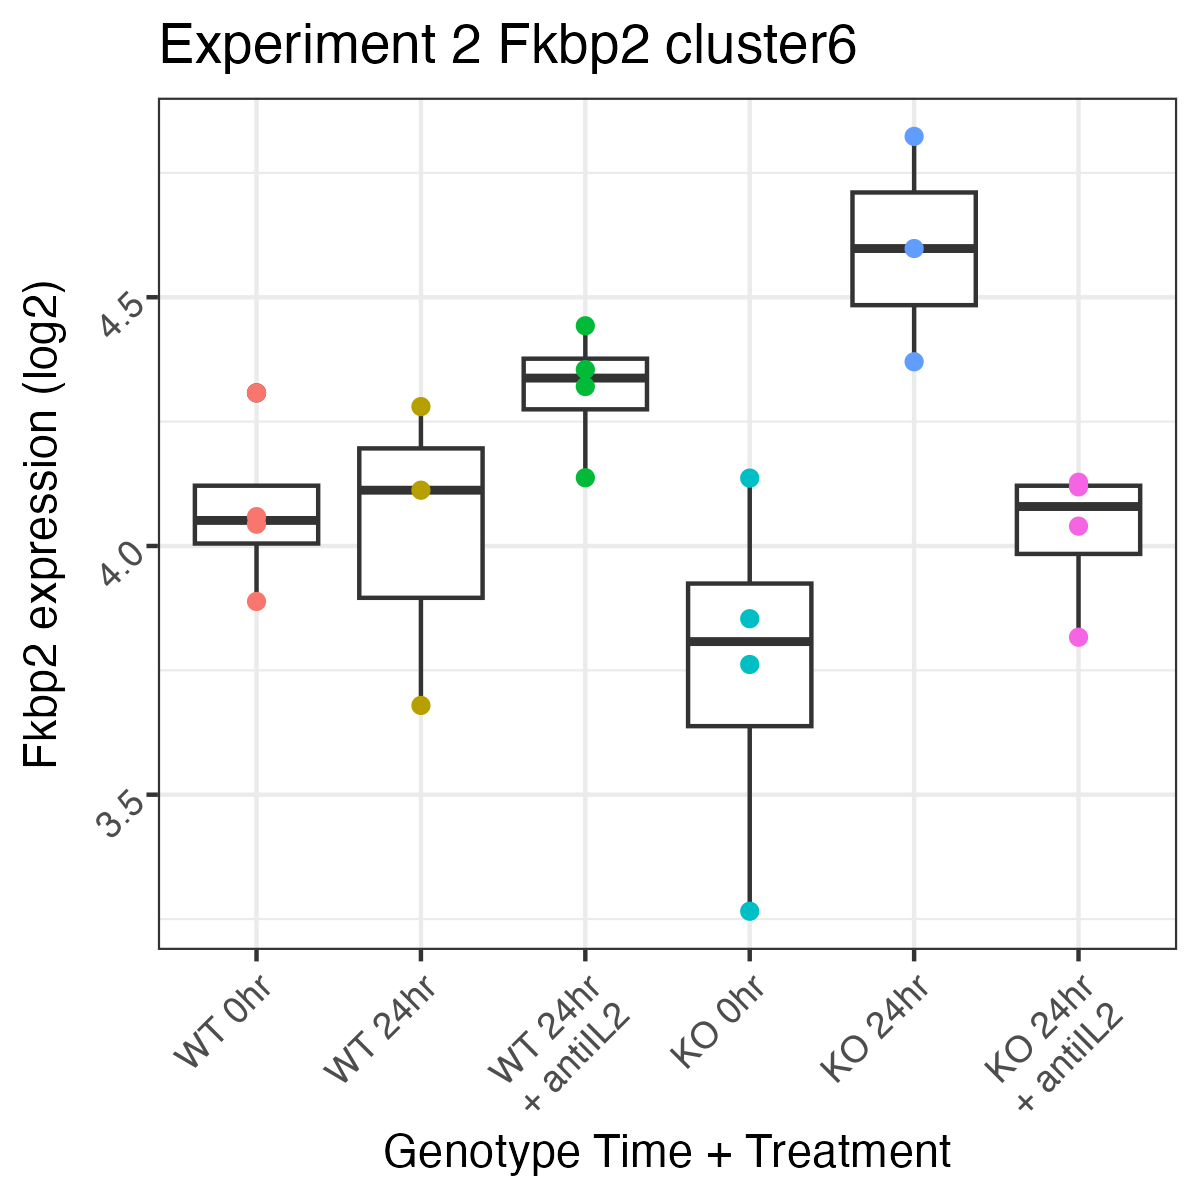 Experiment 2 Fkbp2 cluster6
Fkbp2 expression (log2)
4.5
4.0
3.5
WT 0hr
WT 24hr
WT 24hr
+ antiIL2
KO 0hr
KO 24hr
KO 24hr
+ antiIL2
Genotype Time + Treatment